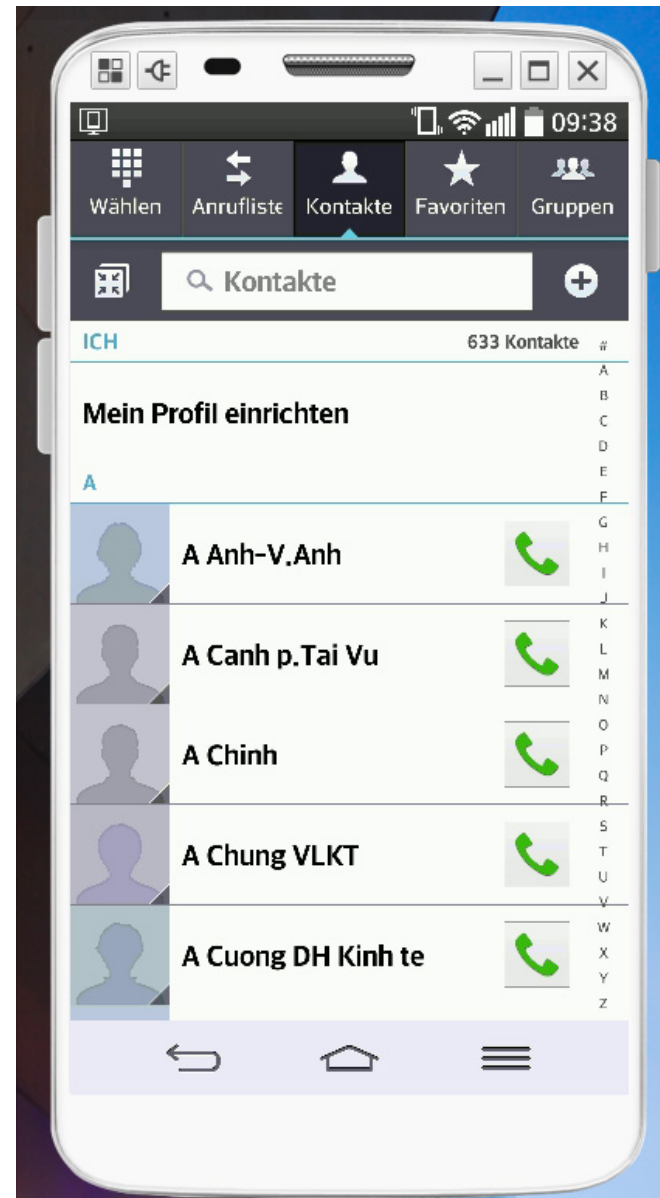 09:38
Wählen Anrufliste Kontakte Favoriten Gruppen
Kontakte
ICH 633 Kontakte
Mein Profil einrichten
A
A Anh-V.Anh
A Canh p.Tai Vu
A Chinh
A Chung VLKT
A Cuong DH Kinh te
#
A
B
C
D
E
F
G
H
I
J
K
L
M
N
O
P
Q
R
S
T
U
V
W
X
Y
Z